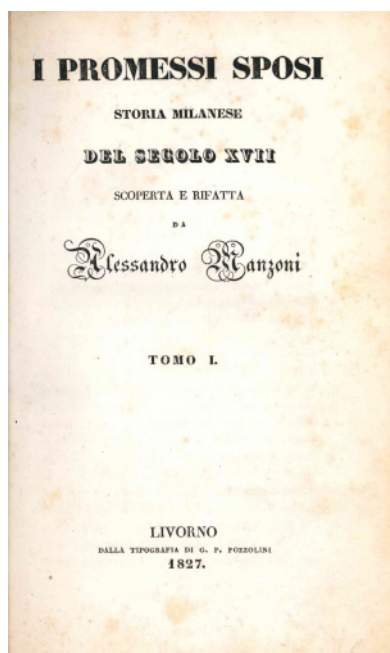 I PROMESSI SPOSI
STORIA MILANESE
DEL SECOLO XVII
SCOPERTA E RIFATTA
DA
Alessandro Manzoni
TOMO I.
LIVORNO
DALLA TIPOGRAFIA DI G. P. POZZOLINI
1827.